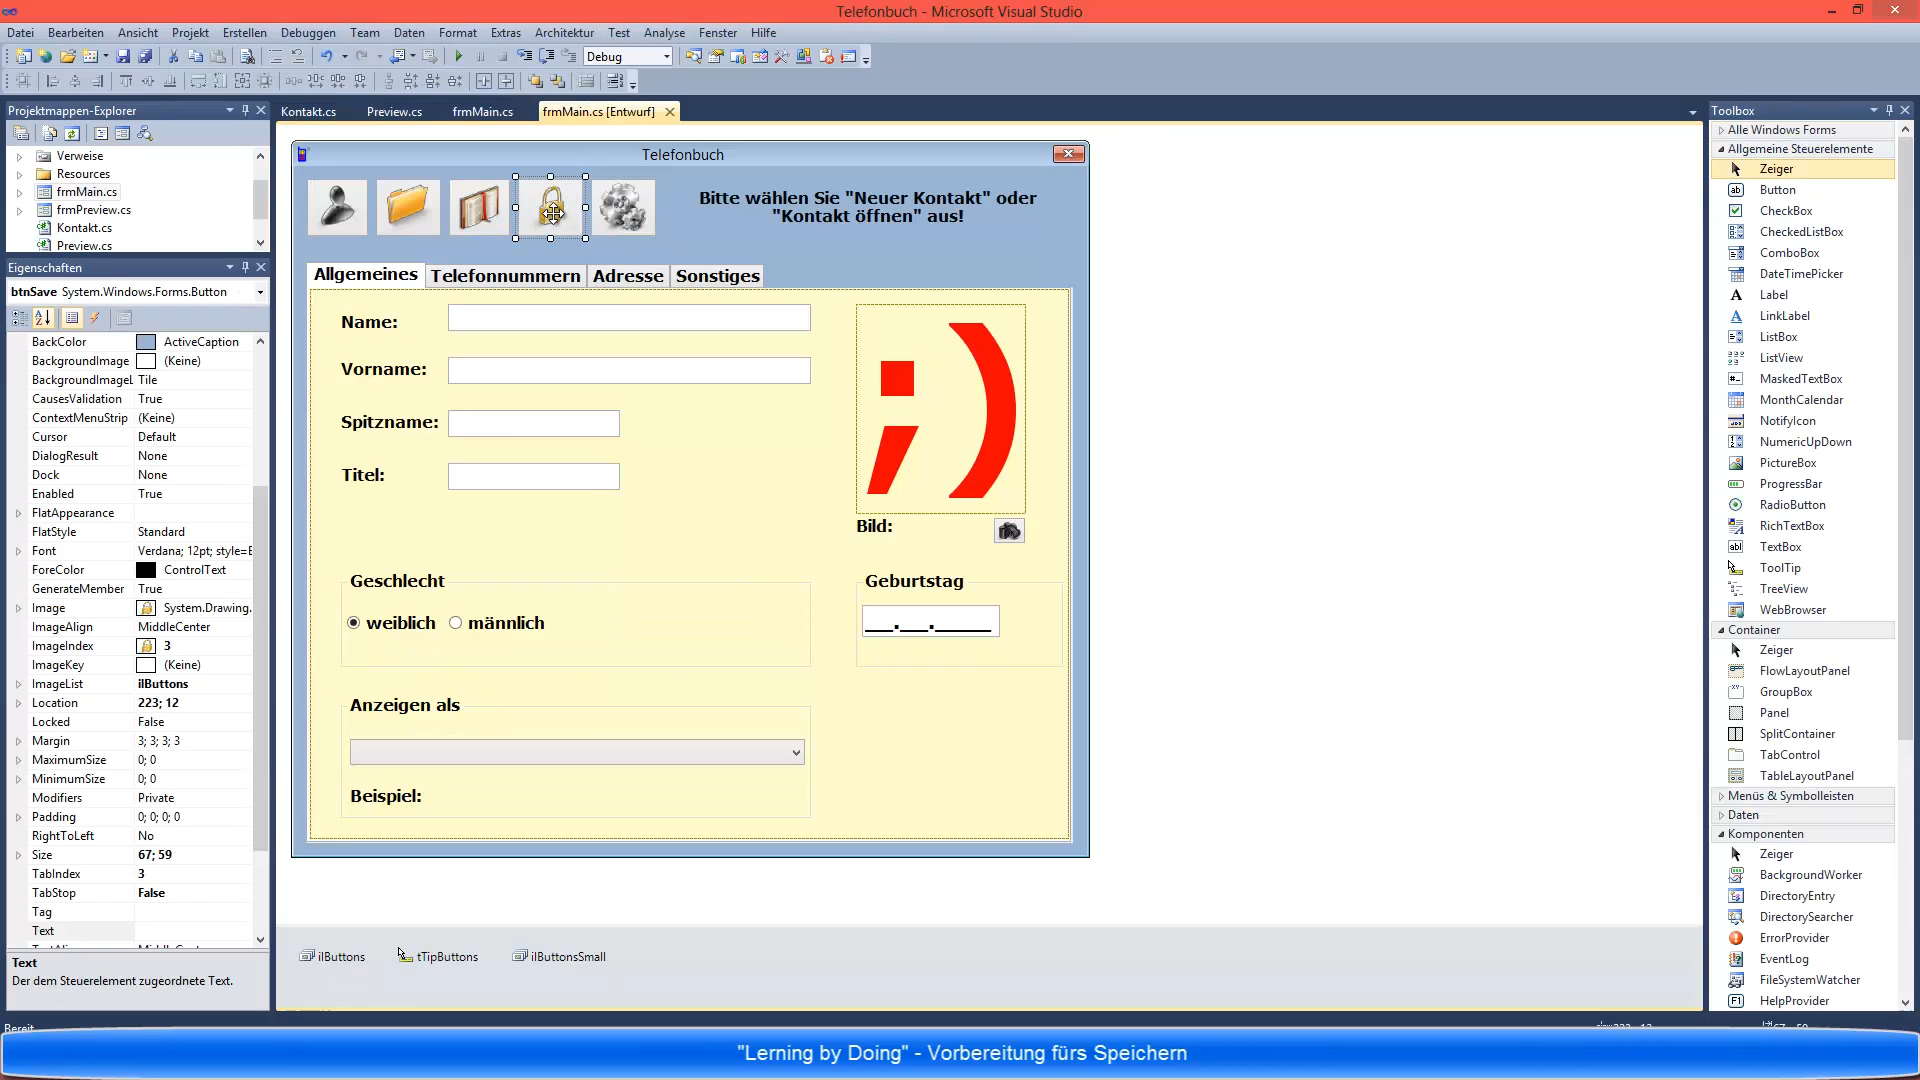 Telefonbuch - Microsoft Visual Studio
Datei Bearbeiten Ansicht Projekt Erstellen Debuggen Team Daten Format Extras Architektur Test Analyse Fenster Hilfe
Debug
Projektmappen-Explorer
Verweise
Resources
frmMain.cs
frmPreview.cs
Kontakt.cs
Preview.cs
Eigenschaften
btnSave System.Windows.Forms.Button
BackColor ActiveCaption
BackgroundImage (Keine)
BackgroundImageL Tile
CausesValidation True
ContextMenuStrip (Keine)
Cursor Default
DialogResult None
Dock None
Enabled True
FlatAppearance
FlatStyle Standard
Font Verdana; 12pt; style=E
ForeColor ControlText
GenerateMember True
Image System.Drawing.
ImageAlign MiddleCenter
ImageIndex 3
ImageKey (Keine)
ImageList ilButtons
Location 223; 12
Locked False
Margin 3; 3; 3; 3
MaximumSize 0; 0
MinimumSize 0; 0
Modifiers Private
Padding 0; 0; 0; 0
RightToLeft No
Size 67; 59
TabIndex 3
TabStop False
Tag
Text
Text
Der dem Steuerelement zugeordnete Text.
Bereit
Kontakt.cs Preview.cs frmMain.cs frmMain.cs [Entwurf]
Telefonbuch
Bitte wählen Sie "Neuer Kontakt" oder
"Kontakt öffnen" aus!
Allgemeines Telefonnummern Adresse Sonstiges
Name:
Vorname:
Spitzname:
Titel:
;)
Bild:
Geschlecht
weiblich männlich
Geburtstag
__.__.____
Anzeigen als
Beispiel:
ilButtons tTipButtons ilButtonsSmall
Toolbox
Alle Windows Forms
Allgemeine Steuerelemente
Zeiger
Button
CheckBox
CheckedListBox
ComboBox
DateTimePicker
Label
LinkLabel
ListBox
ListView
MaskedTextBox
MonthCalendar
NotifyIcon
NumericUpDown
PictureBox
ProgressBar
RadioButton
RichTextBox
TextBox
ToolTip
TreeView
WebBrowser
Container
Zeiger
FlowLayoutPanel
GroupBox
Panel
SplitContainer
TabControl
TableLayoutPanel
Menüs & Symbolleisten
Daten
Komponenten
Zeiger
BackgroundWorker
DirectoryEntry
DirectorySearcher
ErrorProvider
EventLog
FileSystemWatcher
HelpProvider
"Lerning by Doing" - Vorbereitung fürs Speichern